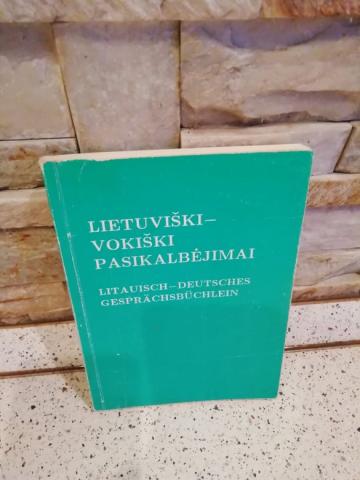 LIETUVIŠKI–
VOKIŠKI
PASIKALBĖJIMAI
LITAUISCH–DEUTSCHES
GESPRÄCHSBÜCHLEIN